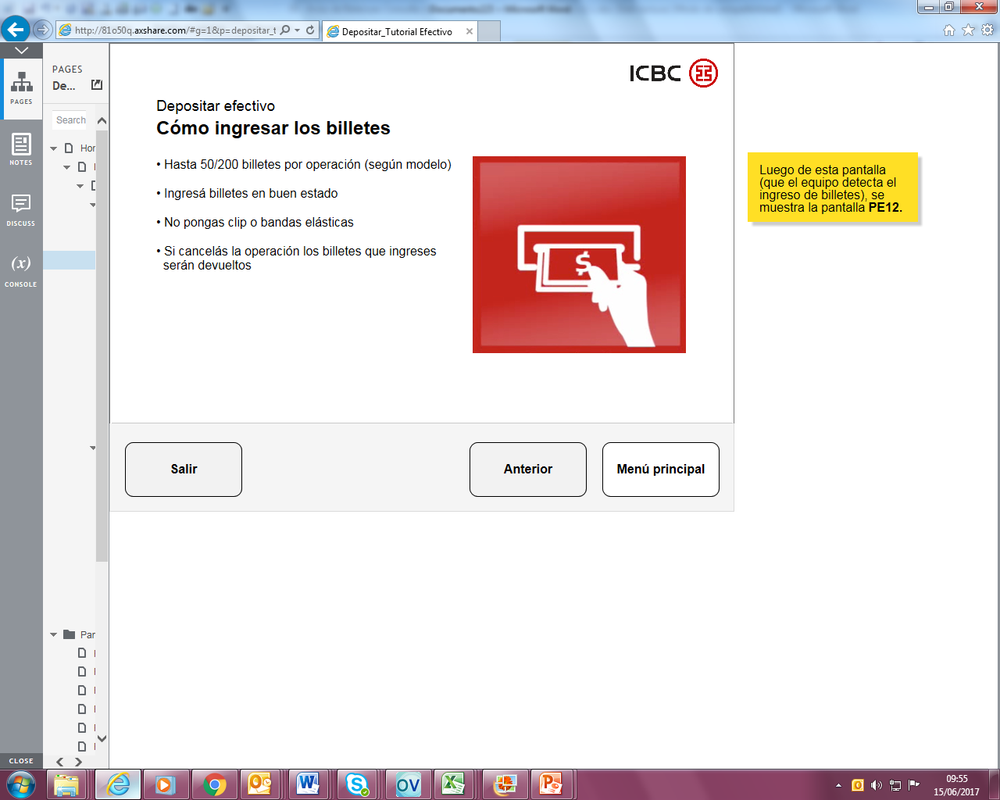 http://81o50q.axshare.com/#g=1&p=depositar_t
Depositar_Tutorial Efectivo
PAGES
De...
PAGES
Search
NOTES
DISCUSS
(x)
CONSOLE
CLOSE
Hor
Par
ICBC
Depositar efectivo
Cómo ingresar los billetes
• Hasta 50/200 billetes por operación (según modelo)
• Ingresá billetes en buen estado
• No pongas clip o bandas elásticas
• Si cancelás la operación los billetes que ingreses
serán devueltos
$
Luego de esta pantalla
(que el equipo detecta el
ingreso de billetes), se
muestra la pantalla PE12.
Salir
Anterior
Menú principal
09:55
15/06/2017